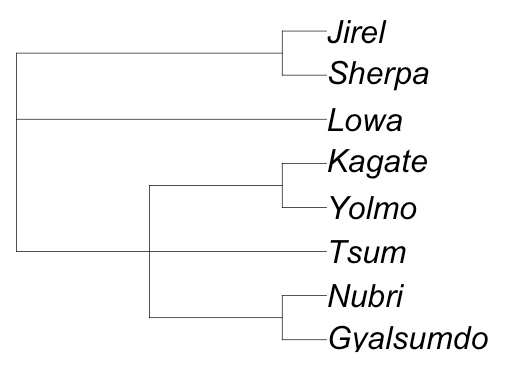 Jirel
Sherpa
Lowa
Kagate
Yolmo
Tsum
Nubri
Gyalsumdo